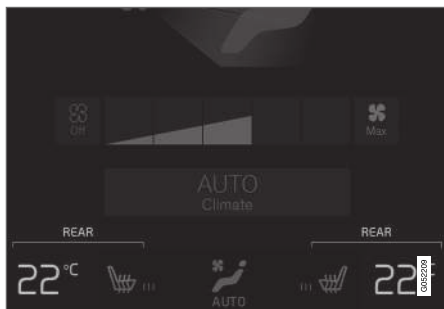 Off
Max
AUTO
Climate
REAR REAR
22°C 22°
AUTO
G052209